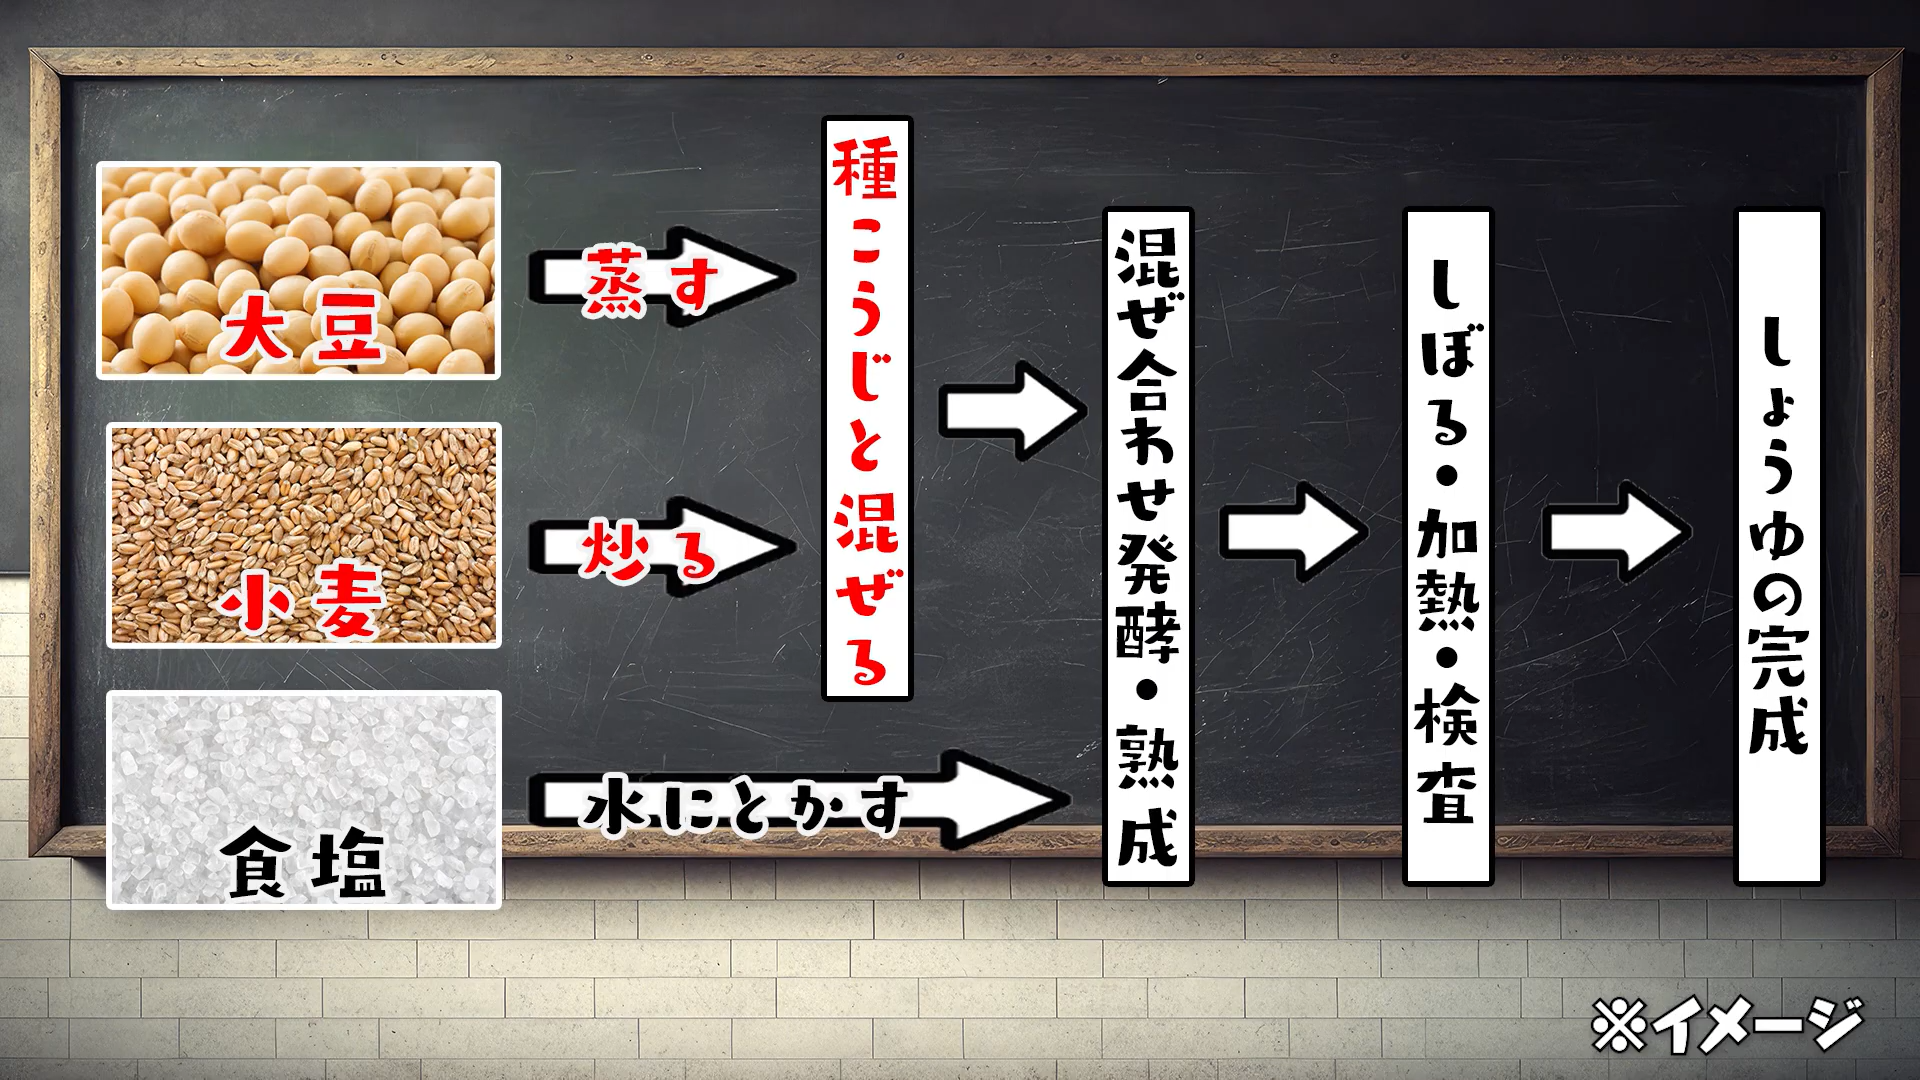 大豆
蒸す
小麦
炒る
食塩
水にとかす
種こうじと混ぜる
混ぜ合わせ発酵・熟成
しぼる・加熱・検査
しょうゆの完成
※イメージ